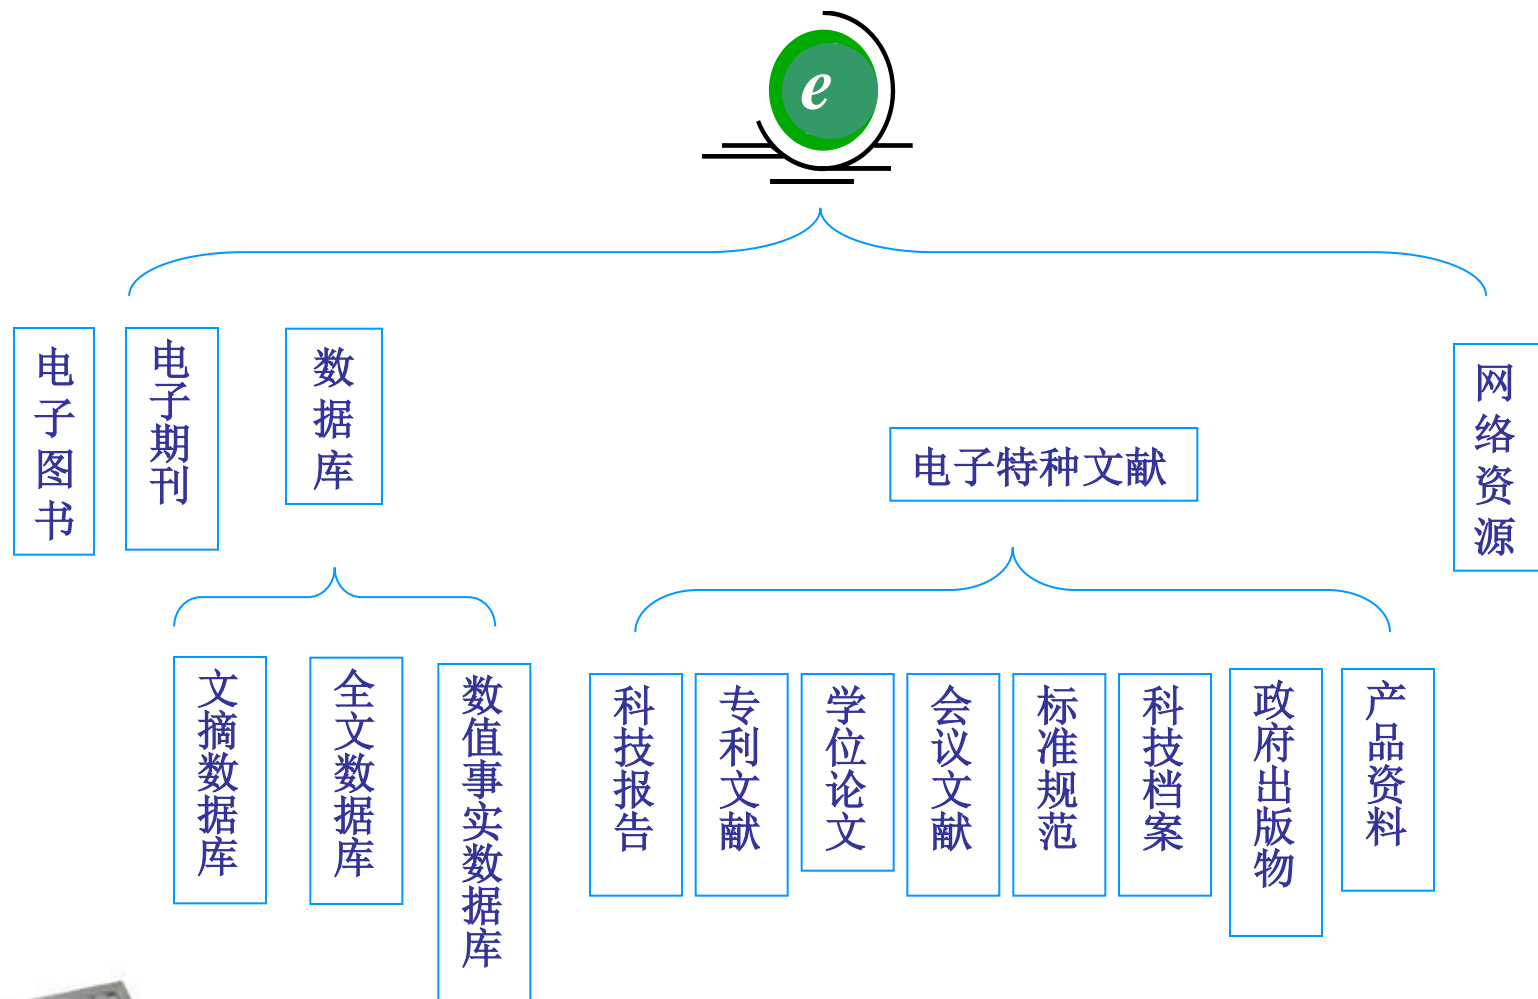 e
电子图书
电子期刊
数据库
电子特种文献
网络资源
文摘数据库
全文数据库
数值事实数据库
科技报告
专利文献
学位论文
会议文献
标准规范
科技档案
政府出版物
产品资料